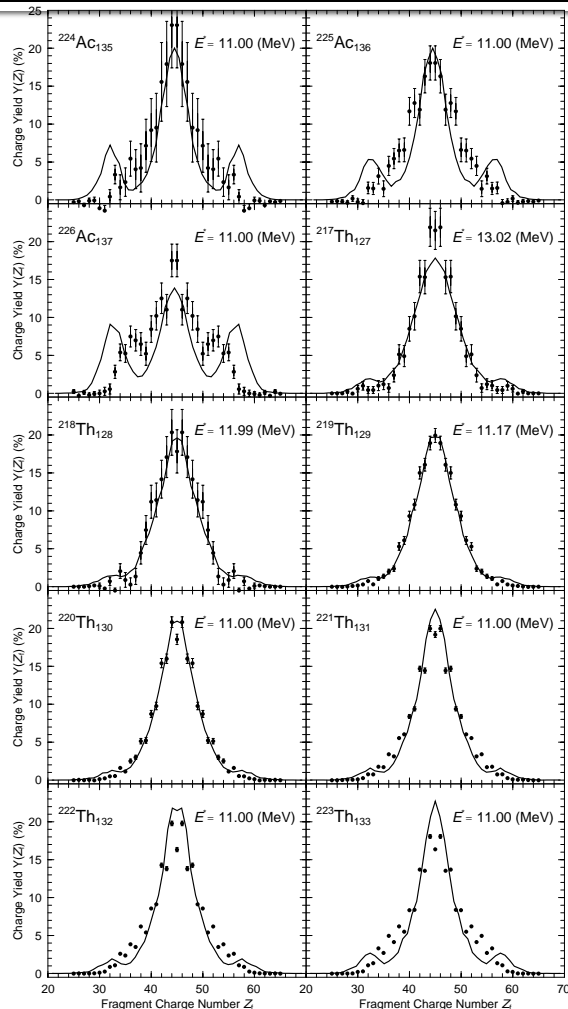 25
20
15
10
5
0
Charge Yield Y(Z) (%)
²²⁴Ac₁₃₅
E* = 11.00 (MeV)
²²⁵Ac₁₃₆
E* = 11.00 (MeV)
20
15
10
5
0
Charge Yield Y(Z) (%)
²²⁶Ac₁₃₇
E* = 11.00 (MeV)
²¹⁷Th₁₂₇
E* = 13.02 (MeV)
20
15
10
5
0
Charge Yield Y(Z) (%)
²¹⁸Th₁₂₈
E* = 11.99 (MeV)
²¹⁹Th₁₂₉
E* = 11.17 (MeV)
20
15
10
5
0
Charge Yield Y(Z) (%)
²²⁰Th₁₃₀
E* = 11.00 (MeV)
²²¹Th₁₃₁
E* = 11.00 (MeV)
20
15
10
5
0
Charge Yield Y(Z) (%)
²²²Th₁₃₂
E* = 11.00 (MeV)
²²³Th₁₃₃
E* = 11.00 (MeV)
20 30 40 50 60 20 30 40 50 60 70
Fragment Charge Number Zf Fragment Charge Number Zf